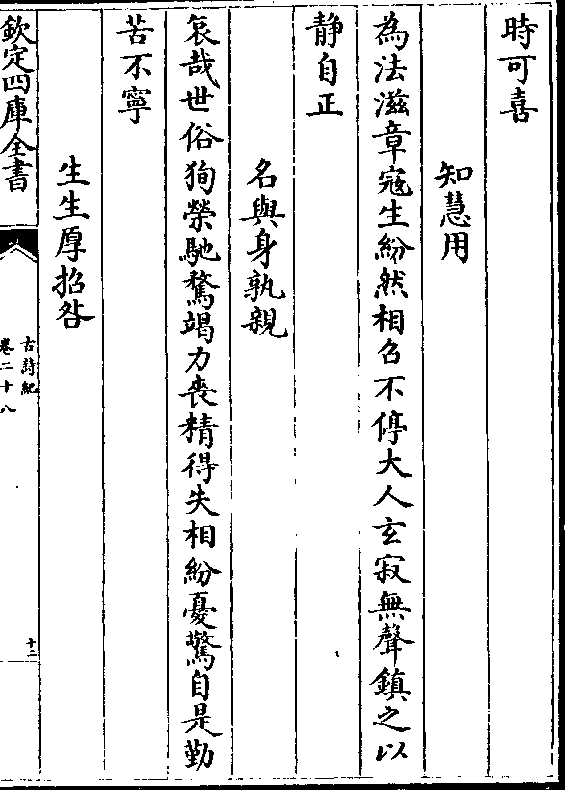 時可喜
知慧用
為法滋章寇生紛然相召不停大人玄寂無聲鎮之以
静自正
名與身孰親
哀哉世俗狥榮馳騖竭力喪精得失相紛憂驚自是勤
苦不寧
生生厚招咎
欽定四庫全書
古詩紀
卷二十八
十二